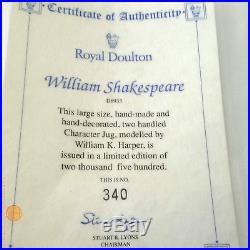 Certificate of Authenticity
Royal Doulton
William Shakespeare
D6933
This large size, hand-made and
hand-decorated, two handled
Character Jug, modelled by
William K. Harper, is
issued in a limited edition of
two thousand five hundred.
THIS IS NO.
340
STUART R. LYONS
CHAIRMAN